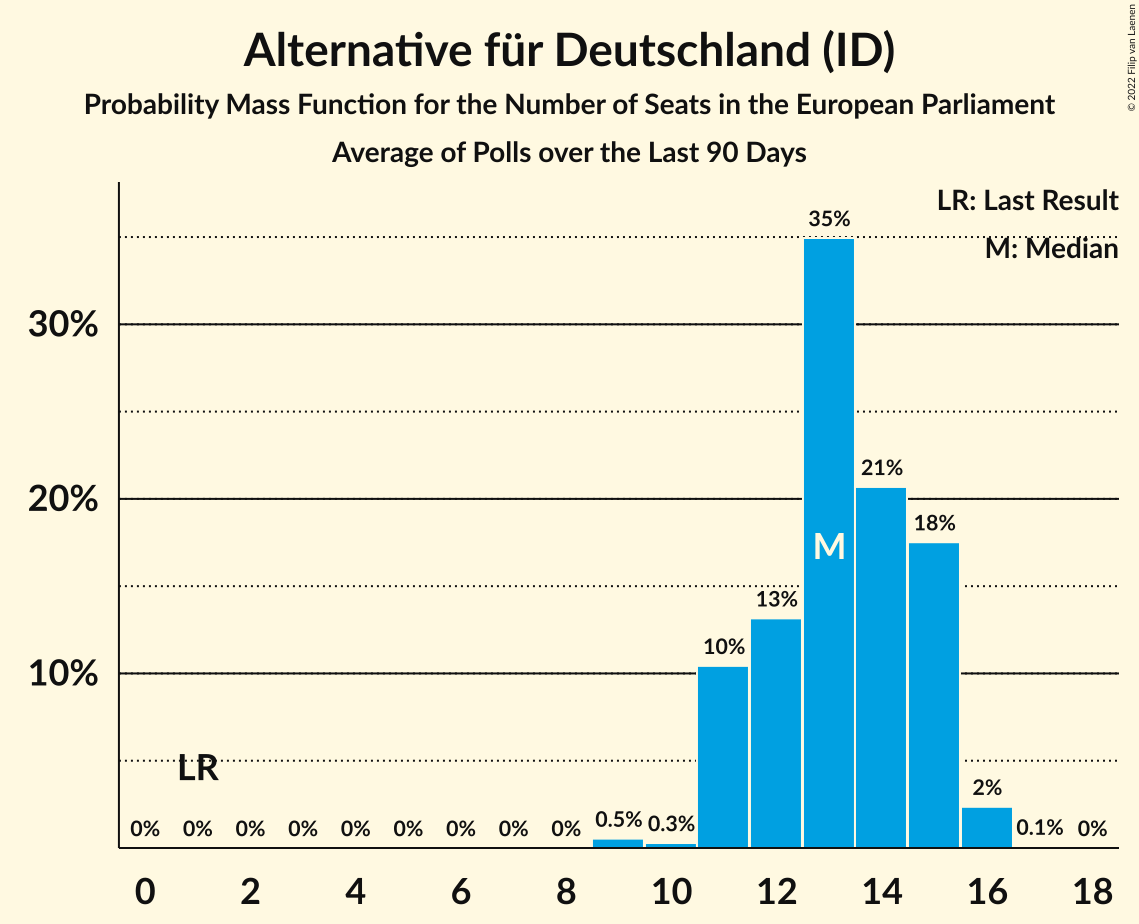 Alternative für Deutschland (ID)
Probability Mass Function for the Number of Seats in the European Parliament
Average of Polls over the Last 90 Days
© 2022 Filip van Laenen
LR: Last Result
M: Median
30%
20%
10%
35%
21%
M
18%
13%
10%
LR
2%
0% 0% 0% 0% 0% 0% 0% 0% 0% 0.5% 0.3% 0.1% 0%
0 2 4 6 8 10 12 14 16 18